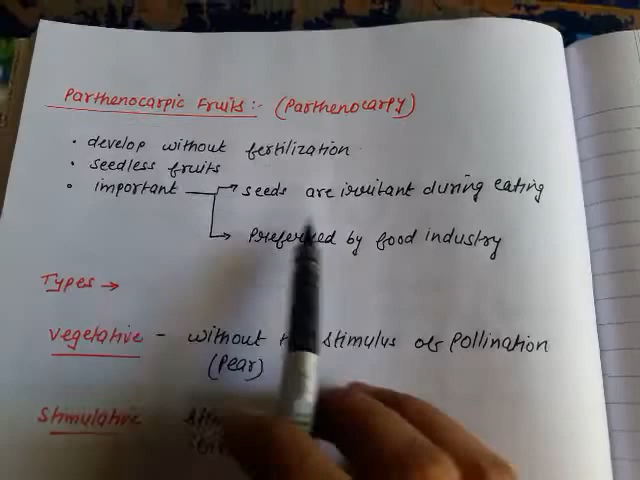 Parthenocarpic Fruits:- (Parthenocarpy)
• develop without fertilization
• seedless fruits
• important → seeds are irritant during eating
→ Preferred by food industry
Types →
Vegetative - without stimulus of Pollination
(Pear)
Stimulative